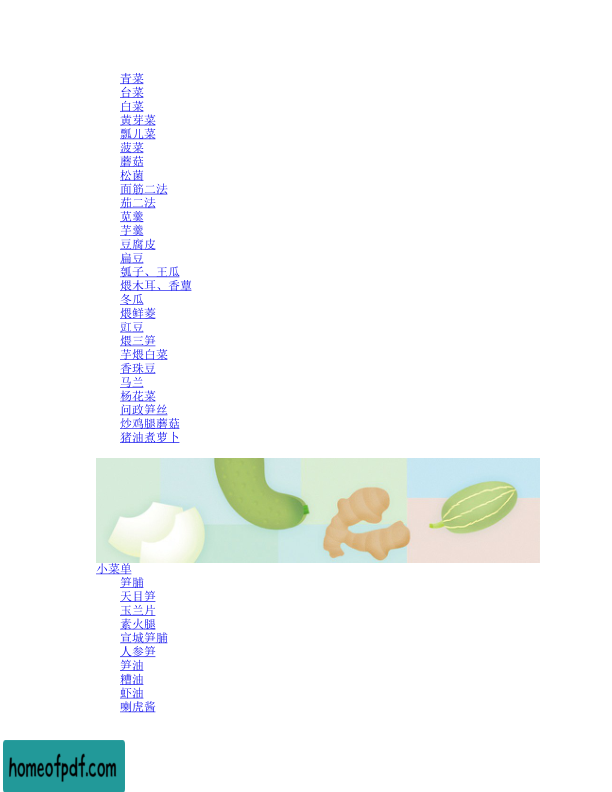 青菜
台菜
白菜
黄芽菜
瓢儿菜
菠菜
蘑菇
松菌
面筋二法
茄二法
苋羹
芋羹
豆腐皮
扁豆
瓠子、王瓜
煨木耳、香蕈
冬瓜
煨鲜菱
豇豆
煨三笋
芋煨白菜
香珠豆
马兰
杨花菜
问政笋丝
炒鸡腿蘑菇
猪油煮萝卜
小菜单
笋脯
天目笋
玉兰片
素火腿
宣城笋脯
人参笋
笋油
糟油
虾油
喇虎酱
homeofpdf.com